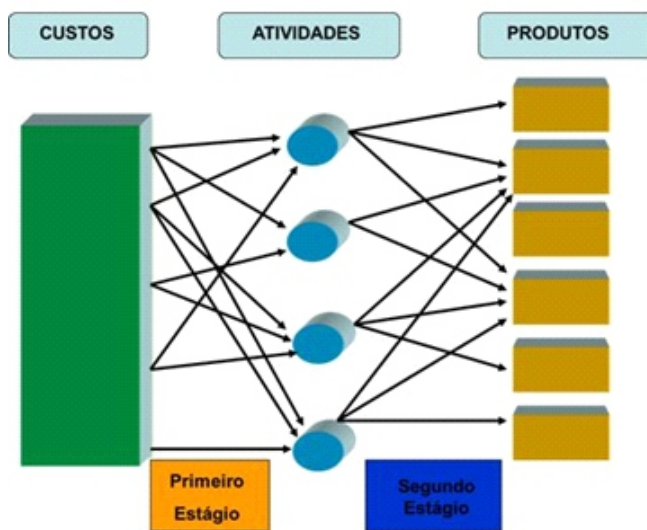 CUSTOS
ATIVIDADES
PRODUTOS
Primeiro
Estágio
Segundo
Estágio